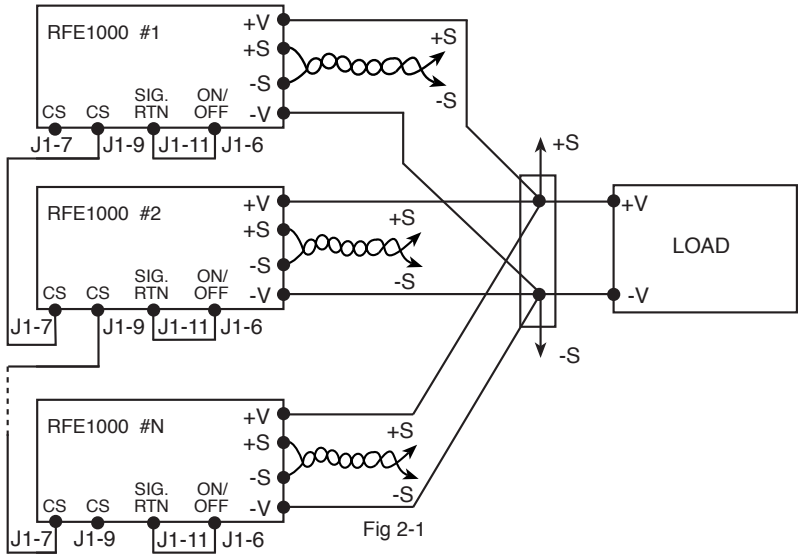 RFE1000 #1
+V
+S
-S
-V
+S
-S
CS
CS
SIG.
RTN
ON/
OFF
J1-7
J1-9
J1-11
J1-6
+S
RFE1000 #2
+V
+S
-S
-V
+S
-S
CS
CS
SIG.
RTN
ON/
OFF
J1-7
J1-9
J1-11
J1-6
+V
LOAD
-V
-S
RFE1000 #N
+V
+S
-S
-V
+S
-S
CS
CS
SIG.
RTN
ON/
OFF
J1-7
J1-9
J1-11
J1-6
Fig 2-1